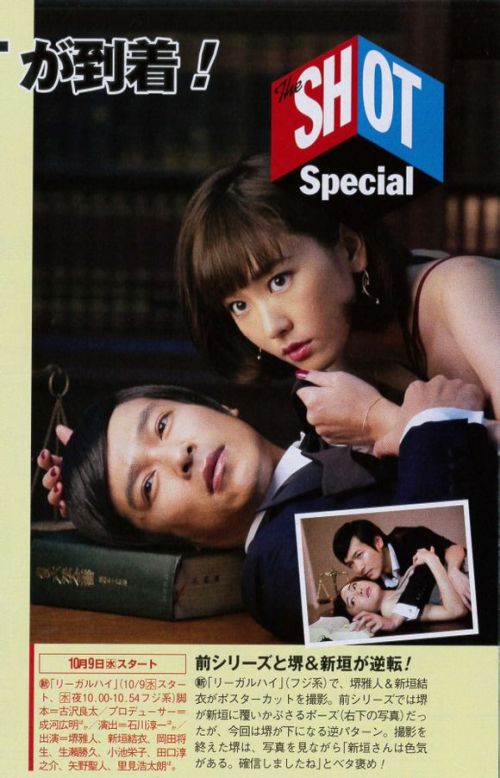 が到着!
The SHOT
Special
10月9日㊌スタート
新「リーガルハイ」(10/9㊌スター
ト、㊌夜10.00-10.54フジ系)脚
本=古沢良太/プロデューサー=
成河広明ほか/演出=石川淳一ほか/
出演=堺雅人、新垣結衣、岡田将
生、生瀬勝久、小池栄子、田口淳
之介、矢野聖人、里見浩太朗ほか。
前シリーズと堺&新垣が逆転!
新「リーガルハイ」(フジ系)で、堺雅人&新垣結
衣がポスターカットを撮影。前シリーズでは堺
が新垣に覆いかぶさるポーズ(右下の写真)だっ
たが、今回は堺が下になる逆パターン。撮影を
終えた堺は、写真を見ながら「新垣さんは色気
がある。確信しましたね」とベタ褒め!